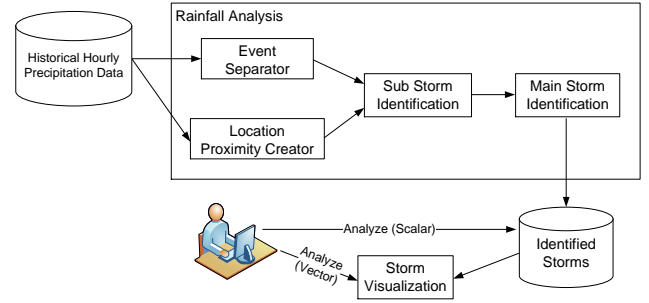 Rainfall Analysis
Historical Hourly
Precipitation Data
Event
Separator
Sub Storm
Identification
Main Storm
Identification
Location
Proximity Creator
Analyze (Scalar)
Analyze
(Vector)
Storm
Visualization
Identified
Storms